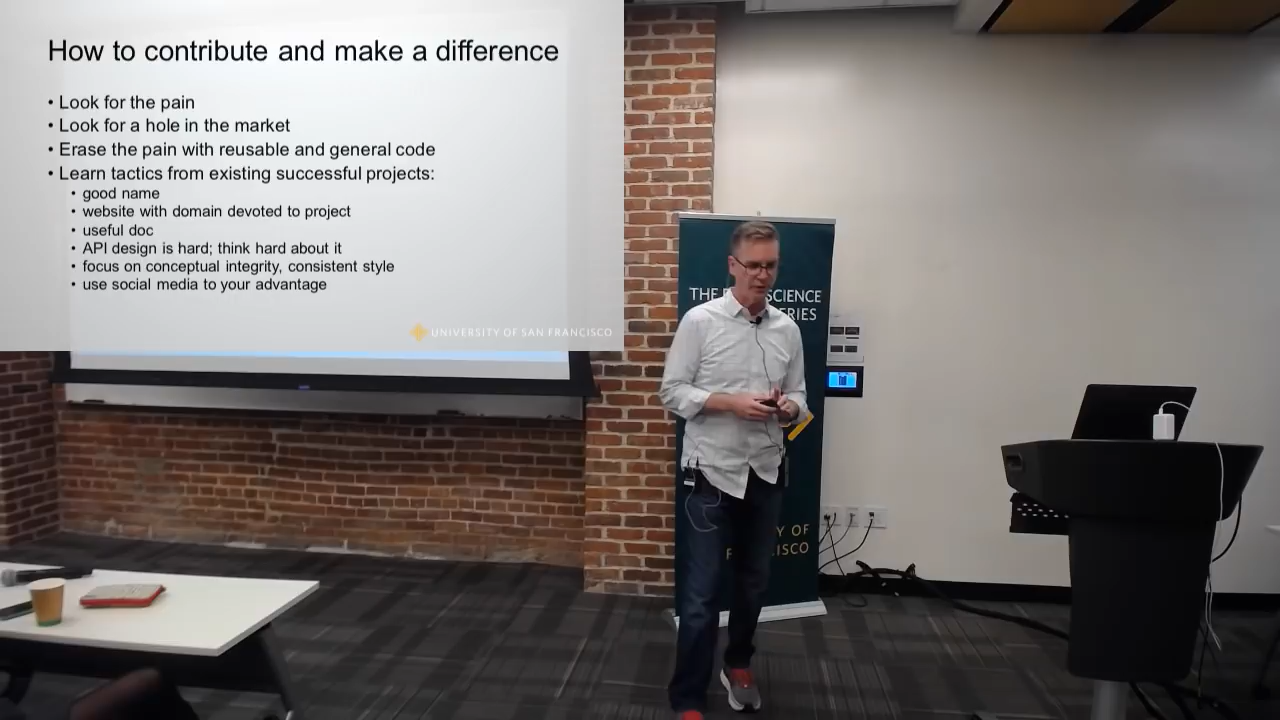 How to contribute and make a difference
• Look for the pain
• Look for a hole in the market
• Erase the pain with reusable and general code
• Learn tactics from existing successful projects:
• good name
• website with domain devoted to project
• useful doc
• API design is hard; think hard about it
• focus on conceptual integrity, consistent style
• use social media to your advantage
UNIVERSITY OF SAN FRANCISCO
THE SCIENCE
OF